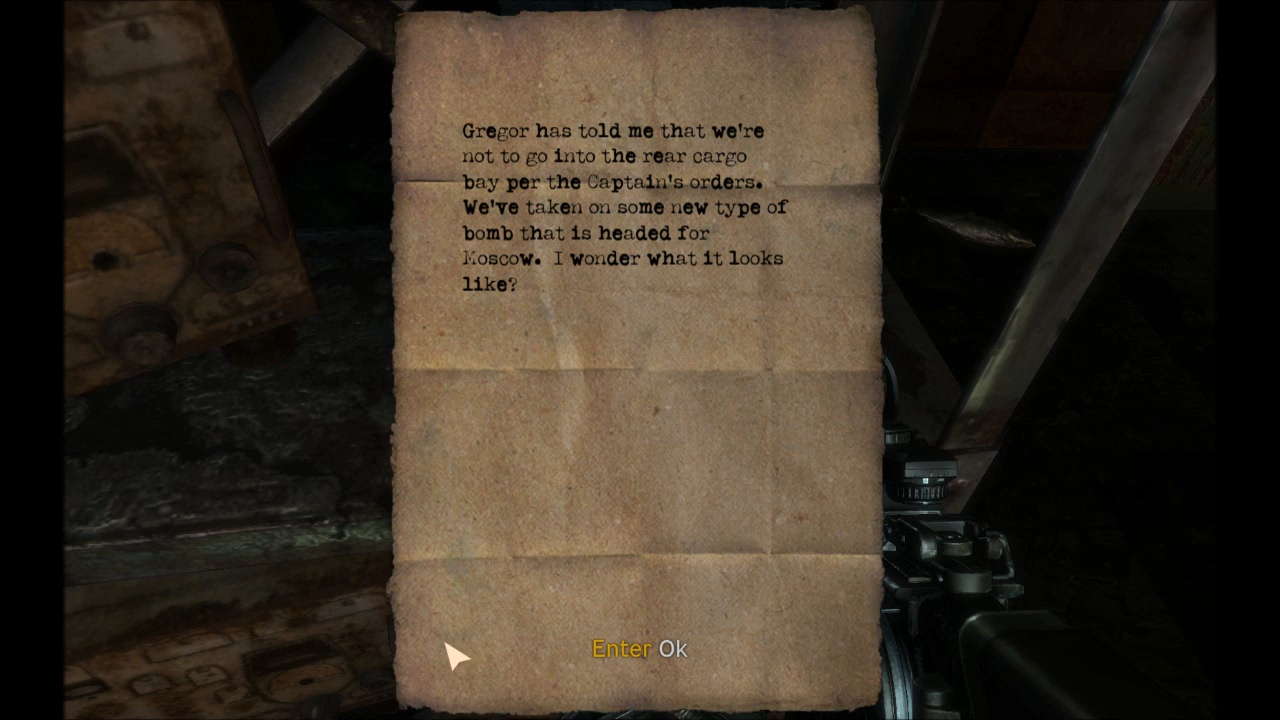 Gregor has told me that we're
not to go into the rear cargo
bay per the Captain's orders.
We've taken on some new type of
bomb that is headed for
Moscow. I wonder what it looks
like?
Enter Ok